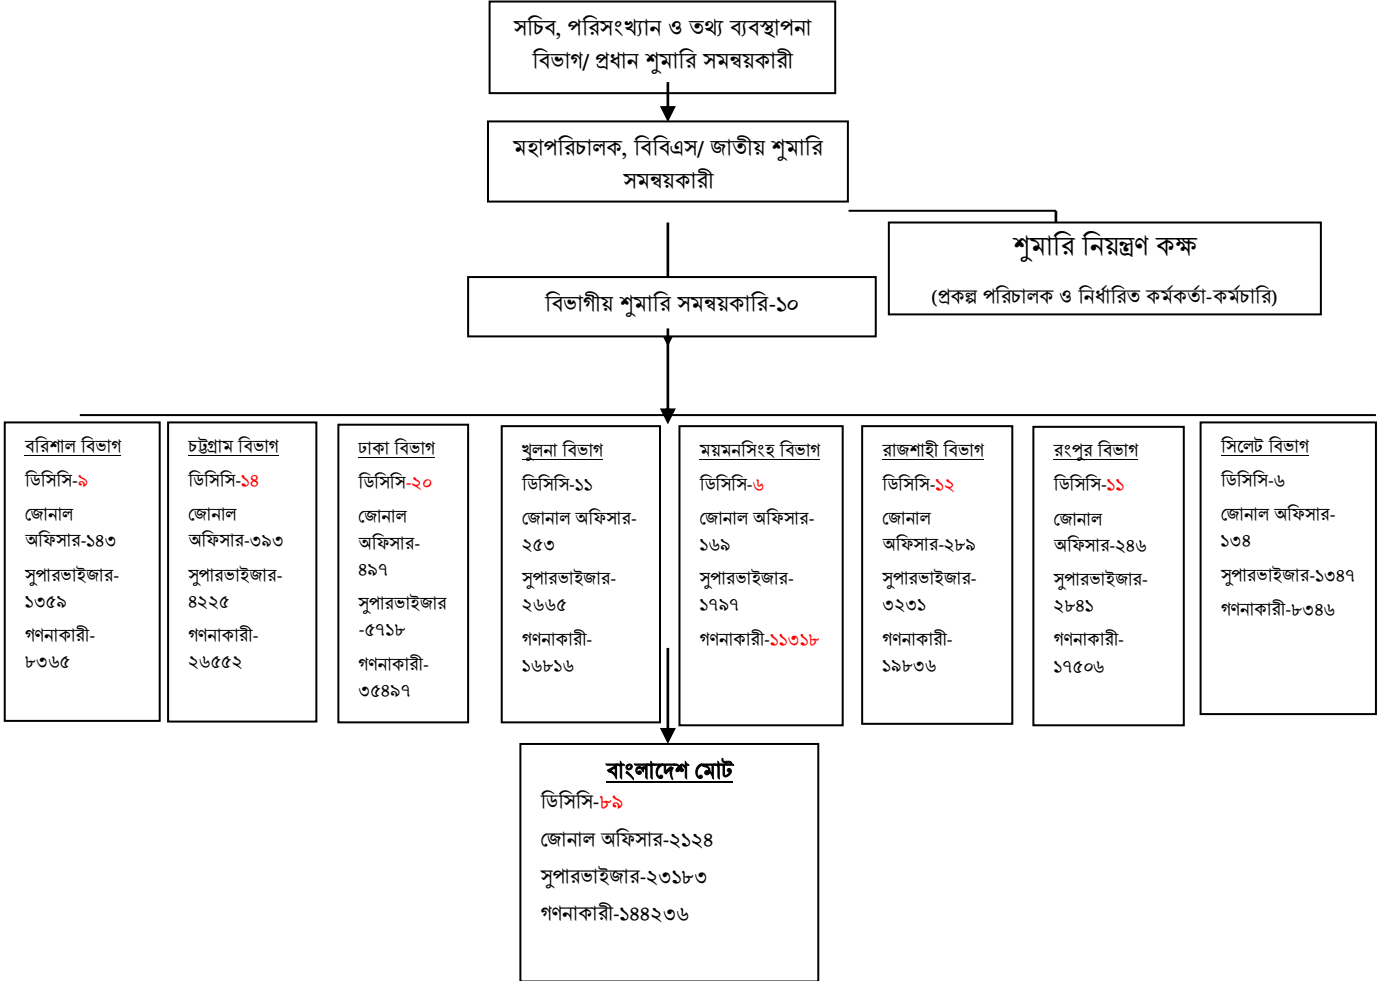 সচিব, পরিসংখ্যান ও তথ্য ব্যবস্থাপনা
বিভাগ/ প্রধান শুমারি সমন্বয়কারী
মহাপরিচালক, বিবিএস/ জাতীয় শুমারি
সমন্বয়কারী
শুমারি নিয়ন্ত্রণ কক্ষ
(প্রকল্প পরিচালক ও নির্ধারিত কর্মকর্তা-কর্মচারি)
বিভাগীয় শুমারি সমন্বয়কারি-১০
বরিশাল বিভাগ
ডিসিসি-৯
জোনাল
অফিসার-১৪৩
সুপারভাইজার-
১৩৫৯
গণনাকারী-
৮৩৬৫
চট্টগ্রাম বিভাগ
ডিসিসি-১৪
জোনাল
অফিসার-৩৯৩
সুপারভাইজার-
৪২২৫
গণনাকারী-
২৬৫৫২
ঢাকা বিভাগ
ডিসিসি-২০
জোনাল
অফিসার-
৪৯৭
সুপারভাইজার
-৫৭১৮
গণনাকারী-
৩৫৪৯৭
খুলনা বিভাগ
ডিসিসি-১১
জোনাল অফিসার-
২৫৩
সুপারভাইজার-
২৬৬৫
গণনাকারী-
১৬৮১৬
ময়মনসিংহ বিভাগ
ডিসিসি-৬
জোনাল অফিসার-
১৬৯
সুপারভাইজার-
১৭৯৭
গণনাকারী-১১৩১৮
রাজশাহী বিভাগ
ডিসিসি-১২
জোনাল
অফিসার-২৮৯
সুপারভাইজার-
৩২৩১
গণনাকারী-
১৯৮৩৬
রংপুর বিভাগ
ডিসিসি-১১
জোনাল
অফিসার-২৪৬
সুপারভাইজার-
২৮৪১
গণনাকারী-
১৭৫০৬
সিলেট বিভাগ
ডিসিসি-৬
জোনাল অফিসার-
১৩৪
সুপারভাইজার-১৩৪৭
গণনাকারী-৮৩৪৬
বাংলাদেশ মোট
ডিসিসি-৮৯
জোনাল অফিসার-২১২৪
সুপারভাইজার-২৩১৮৩
গণনাকারী-১৪৪২৩৬